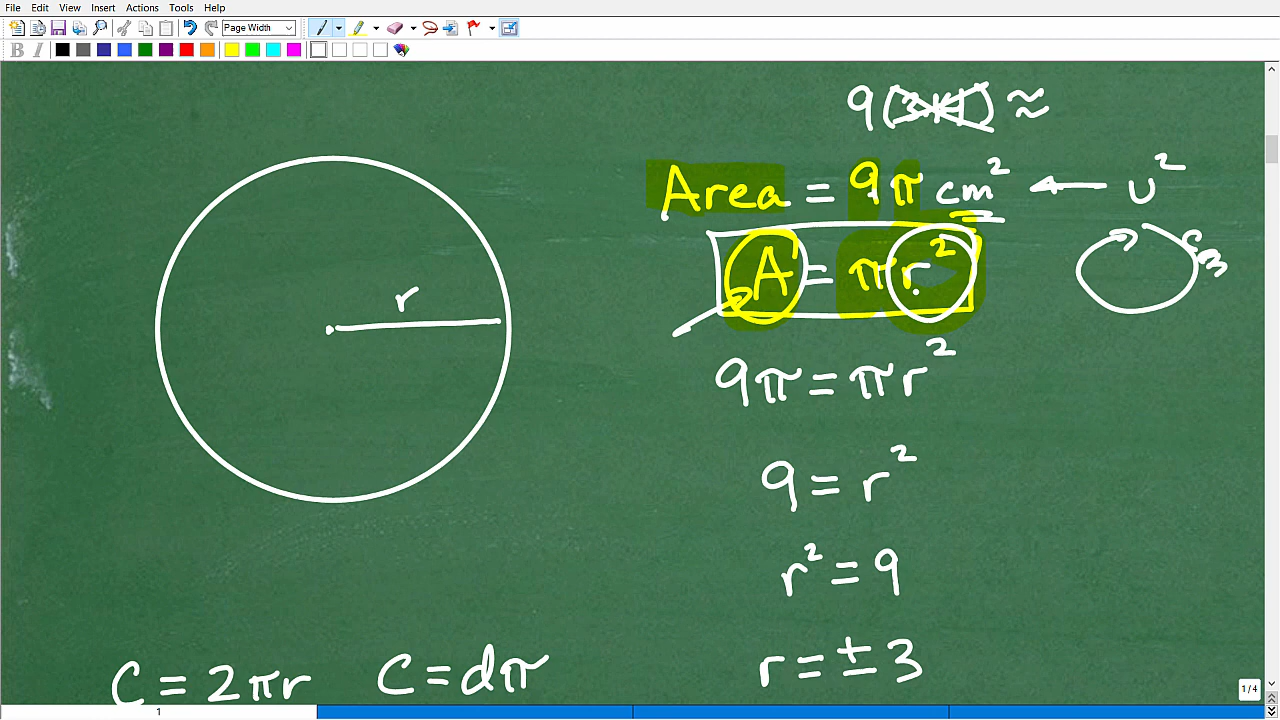 File Edit View Insert Actions Tools Help
Page Width
B I
9(3.14) ≈
Area = 9π cm² ← u²
A = πr²
3
r
9π = πr²
9 = r²
r² = 9
r = ±3
C = 2πr C = dπ
1/4
1